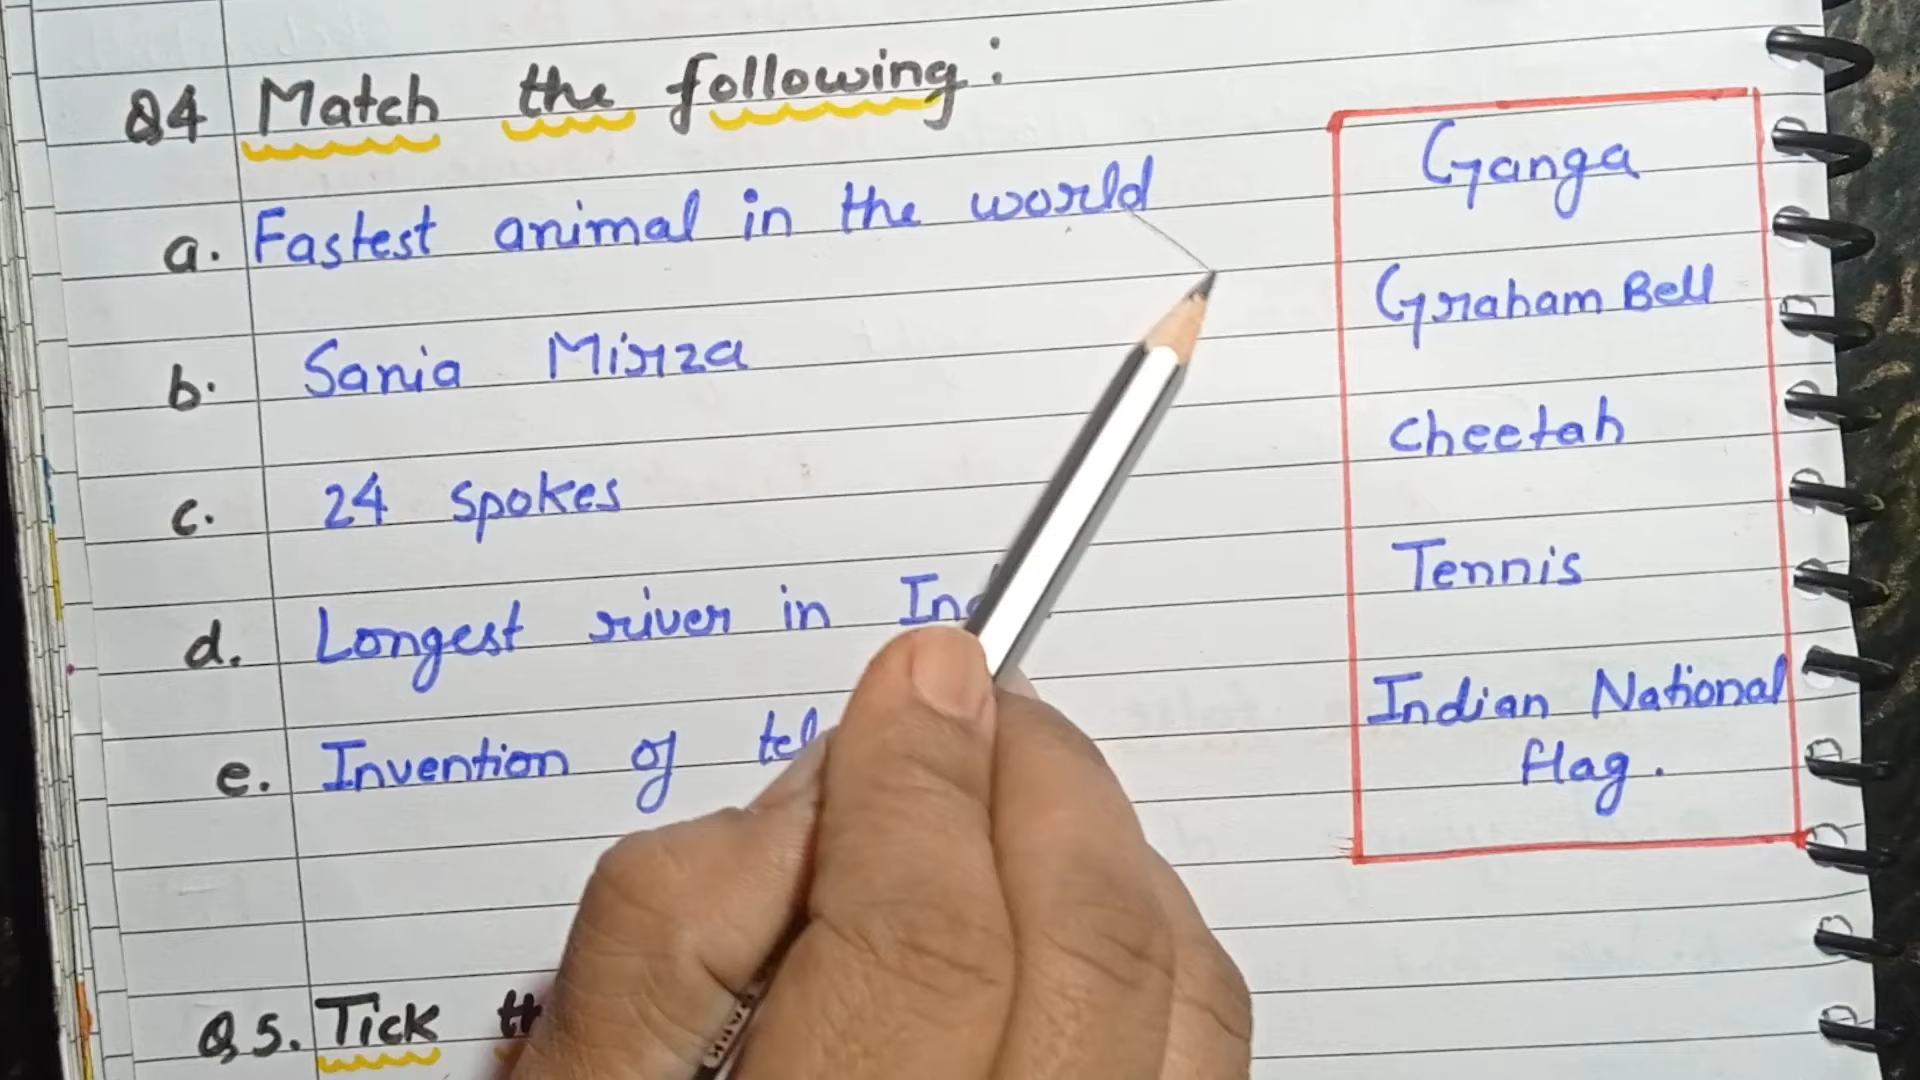 Q4 Match the following:
a. Fastest animal in the world
b. Sania Mirza
c. 24 spokes
d. Longest river in
e. Invention of
Q5. Tick
Ganga
Graham Bell
Cheetah
Tennis
Indian National
flag.